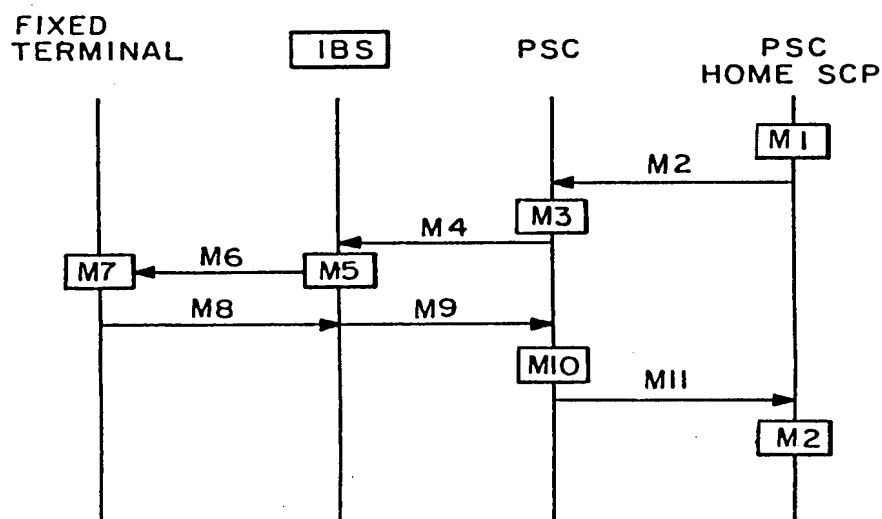 FIXED
TERMINAL
IBS
PSC
PSC
HOME SCP
M1
M2
M3
M4
M7
M6
M5
M8
M9
M10
M11
M2